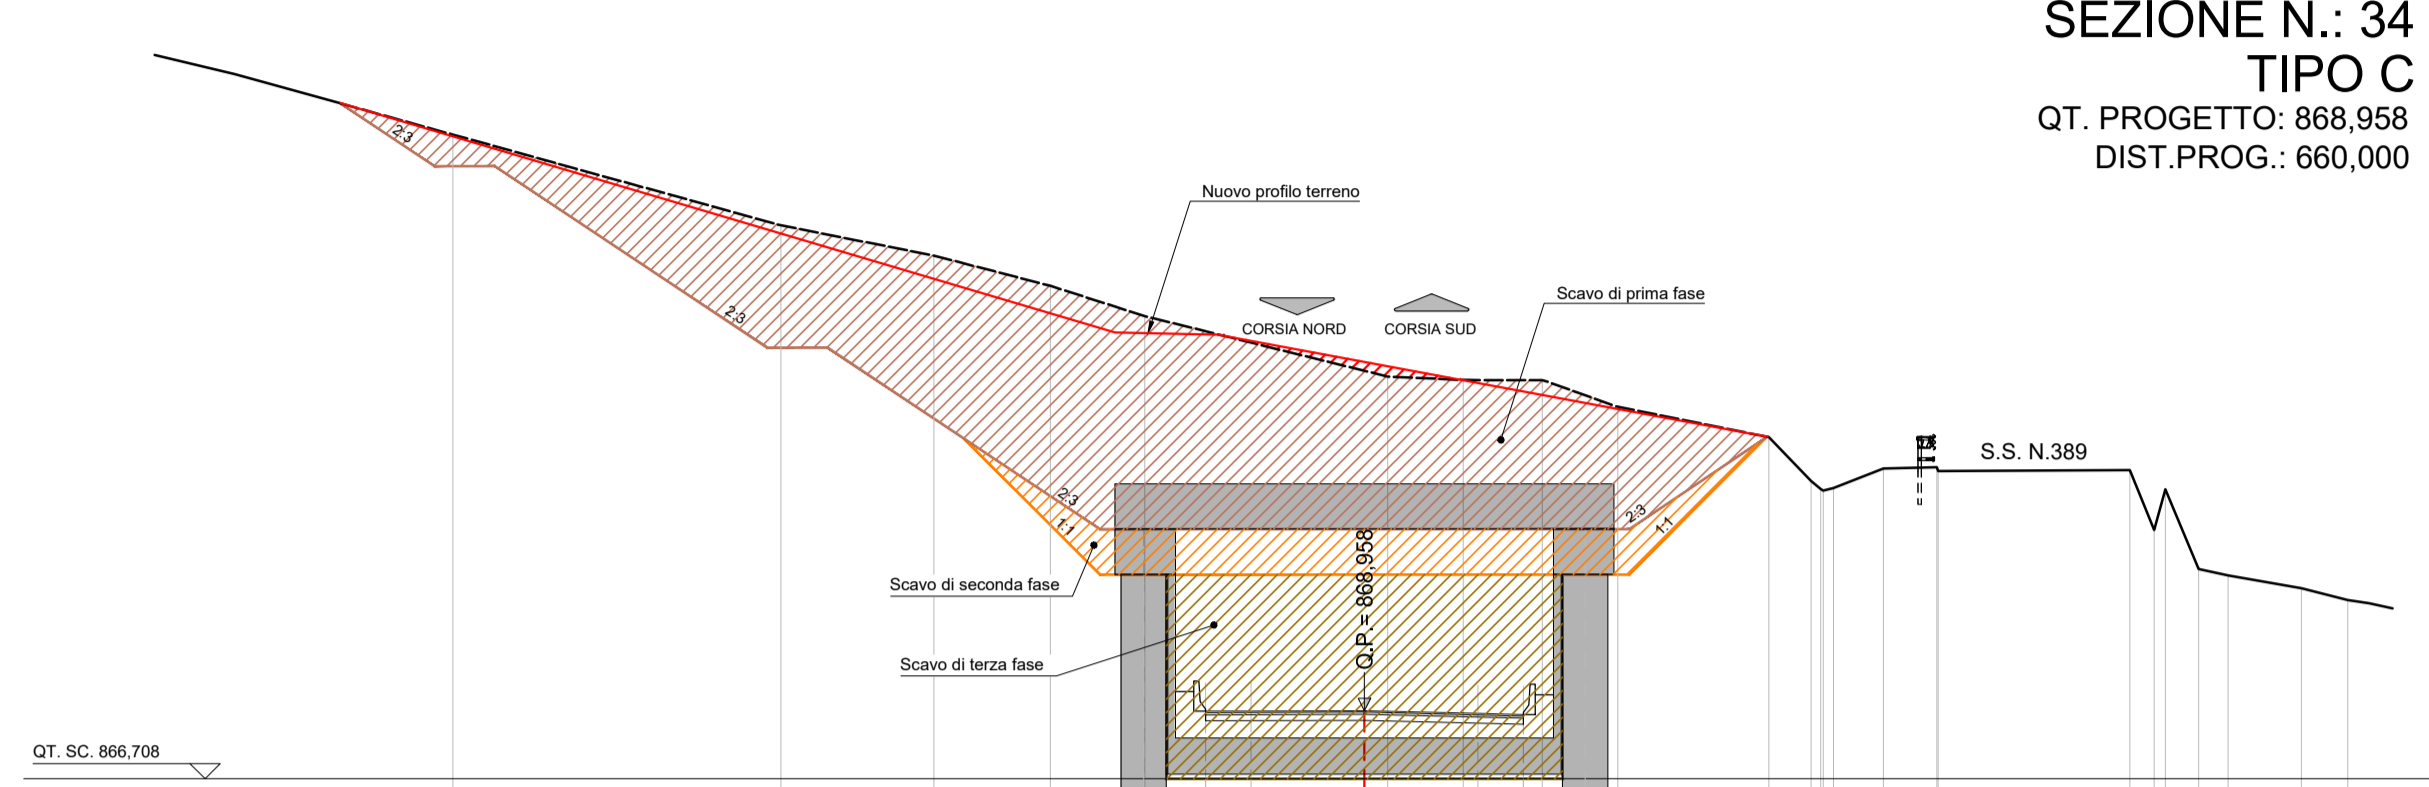 SEZIONE N.: 34
TIPO C
QT. PROGETTO: 868,958
DIST.PROG.: 660,000
2:3
Nuovo profilo terreno
Scavo di prima fase
2:3
CORSIA NORD
CORSIA SUD
S.S. N.389
2:3
1:1
2:3
1:1
Scavo di seconda fase
Q.P. = 868,958
Scavo di terza fase
QT. SC. 866,708